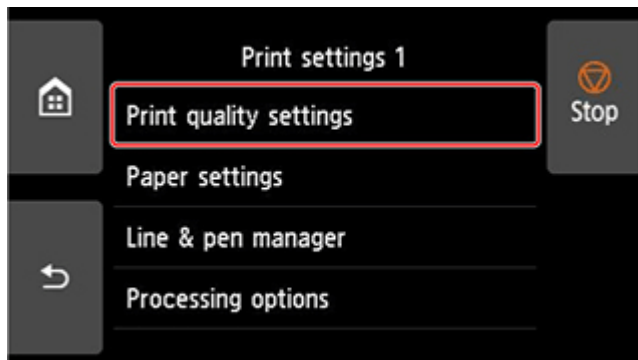 Print settings 1
Stop
Print quality settings
Paper settings
Line & pen manager
Processing options